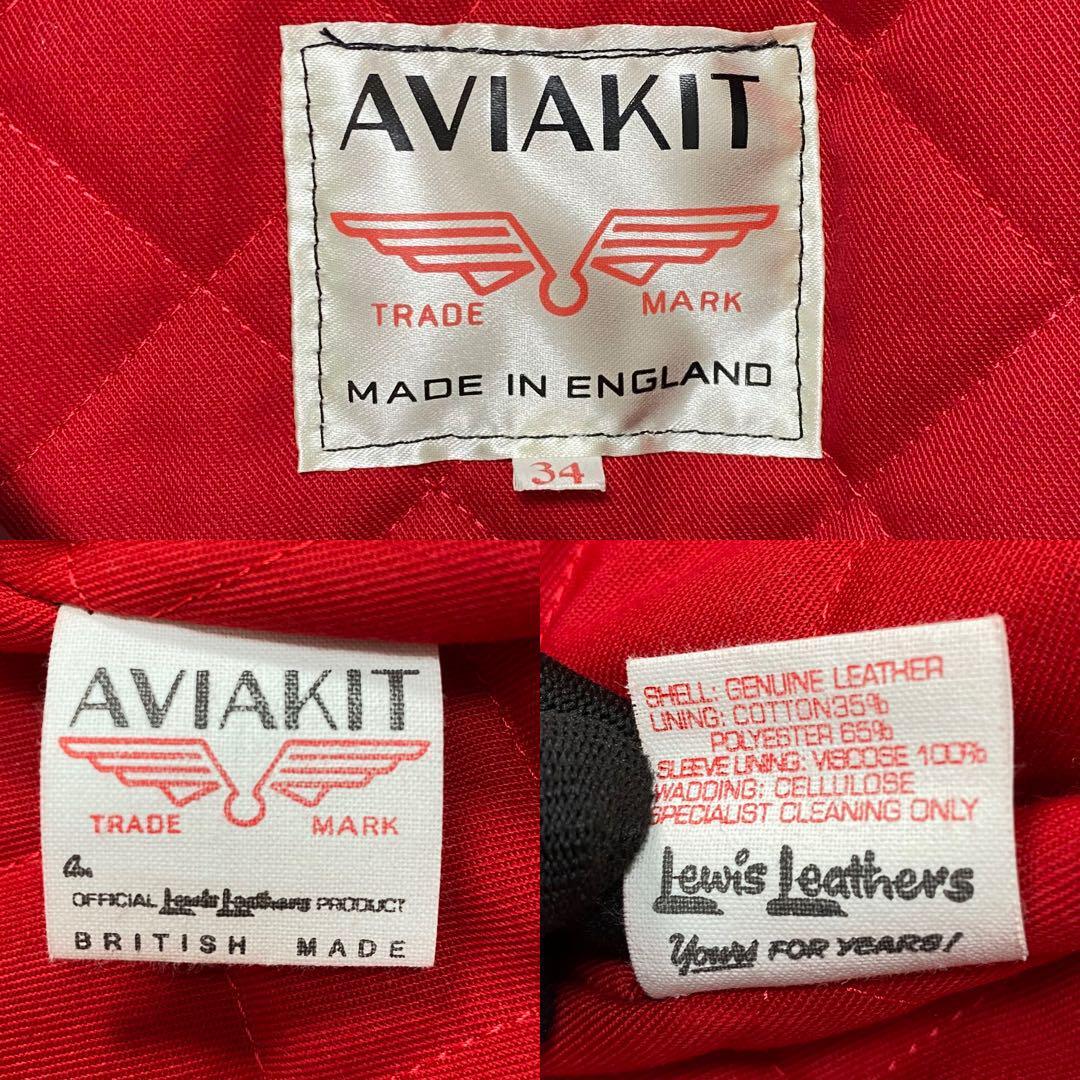 AVIAKIT
TRADE MARK
MADE IN ENGLAND
34
AVIAKIT
TRADE MARK
An
OFFICIAL Lewis Leathers PRODUCT
BRITISH MADE
SHELL: GENUINE LEATHER
LINING: COTTON35%
POLYESTER 65%
SLEEVE LINING: VISCOSE 100%
WADDING: CELLULOSE
SPECIALIST CLEANING ONLY
Lewis Leathers
Yours FOR YEARS!